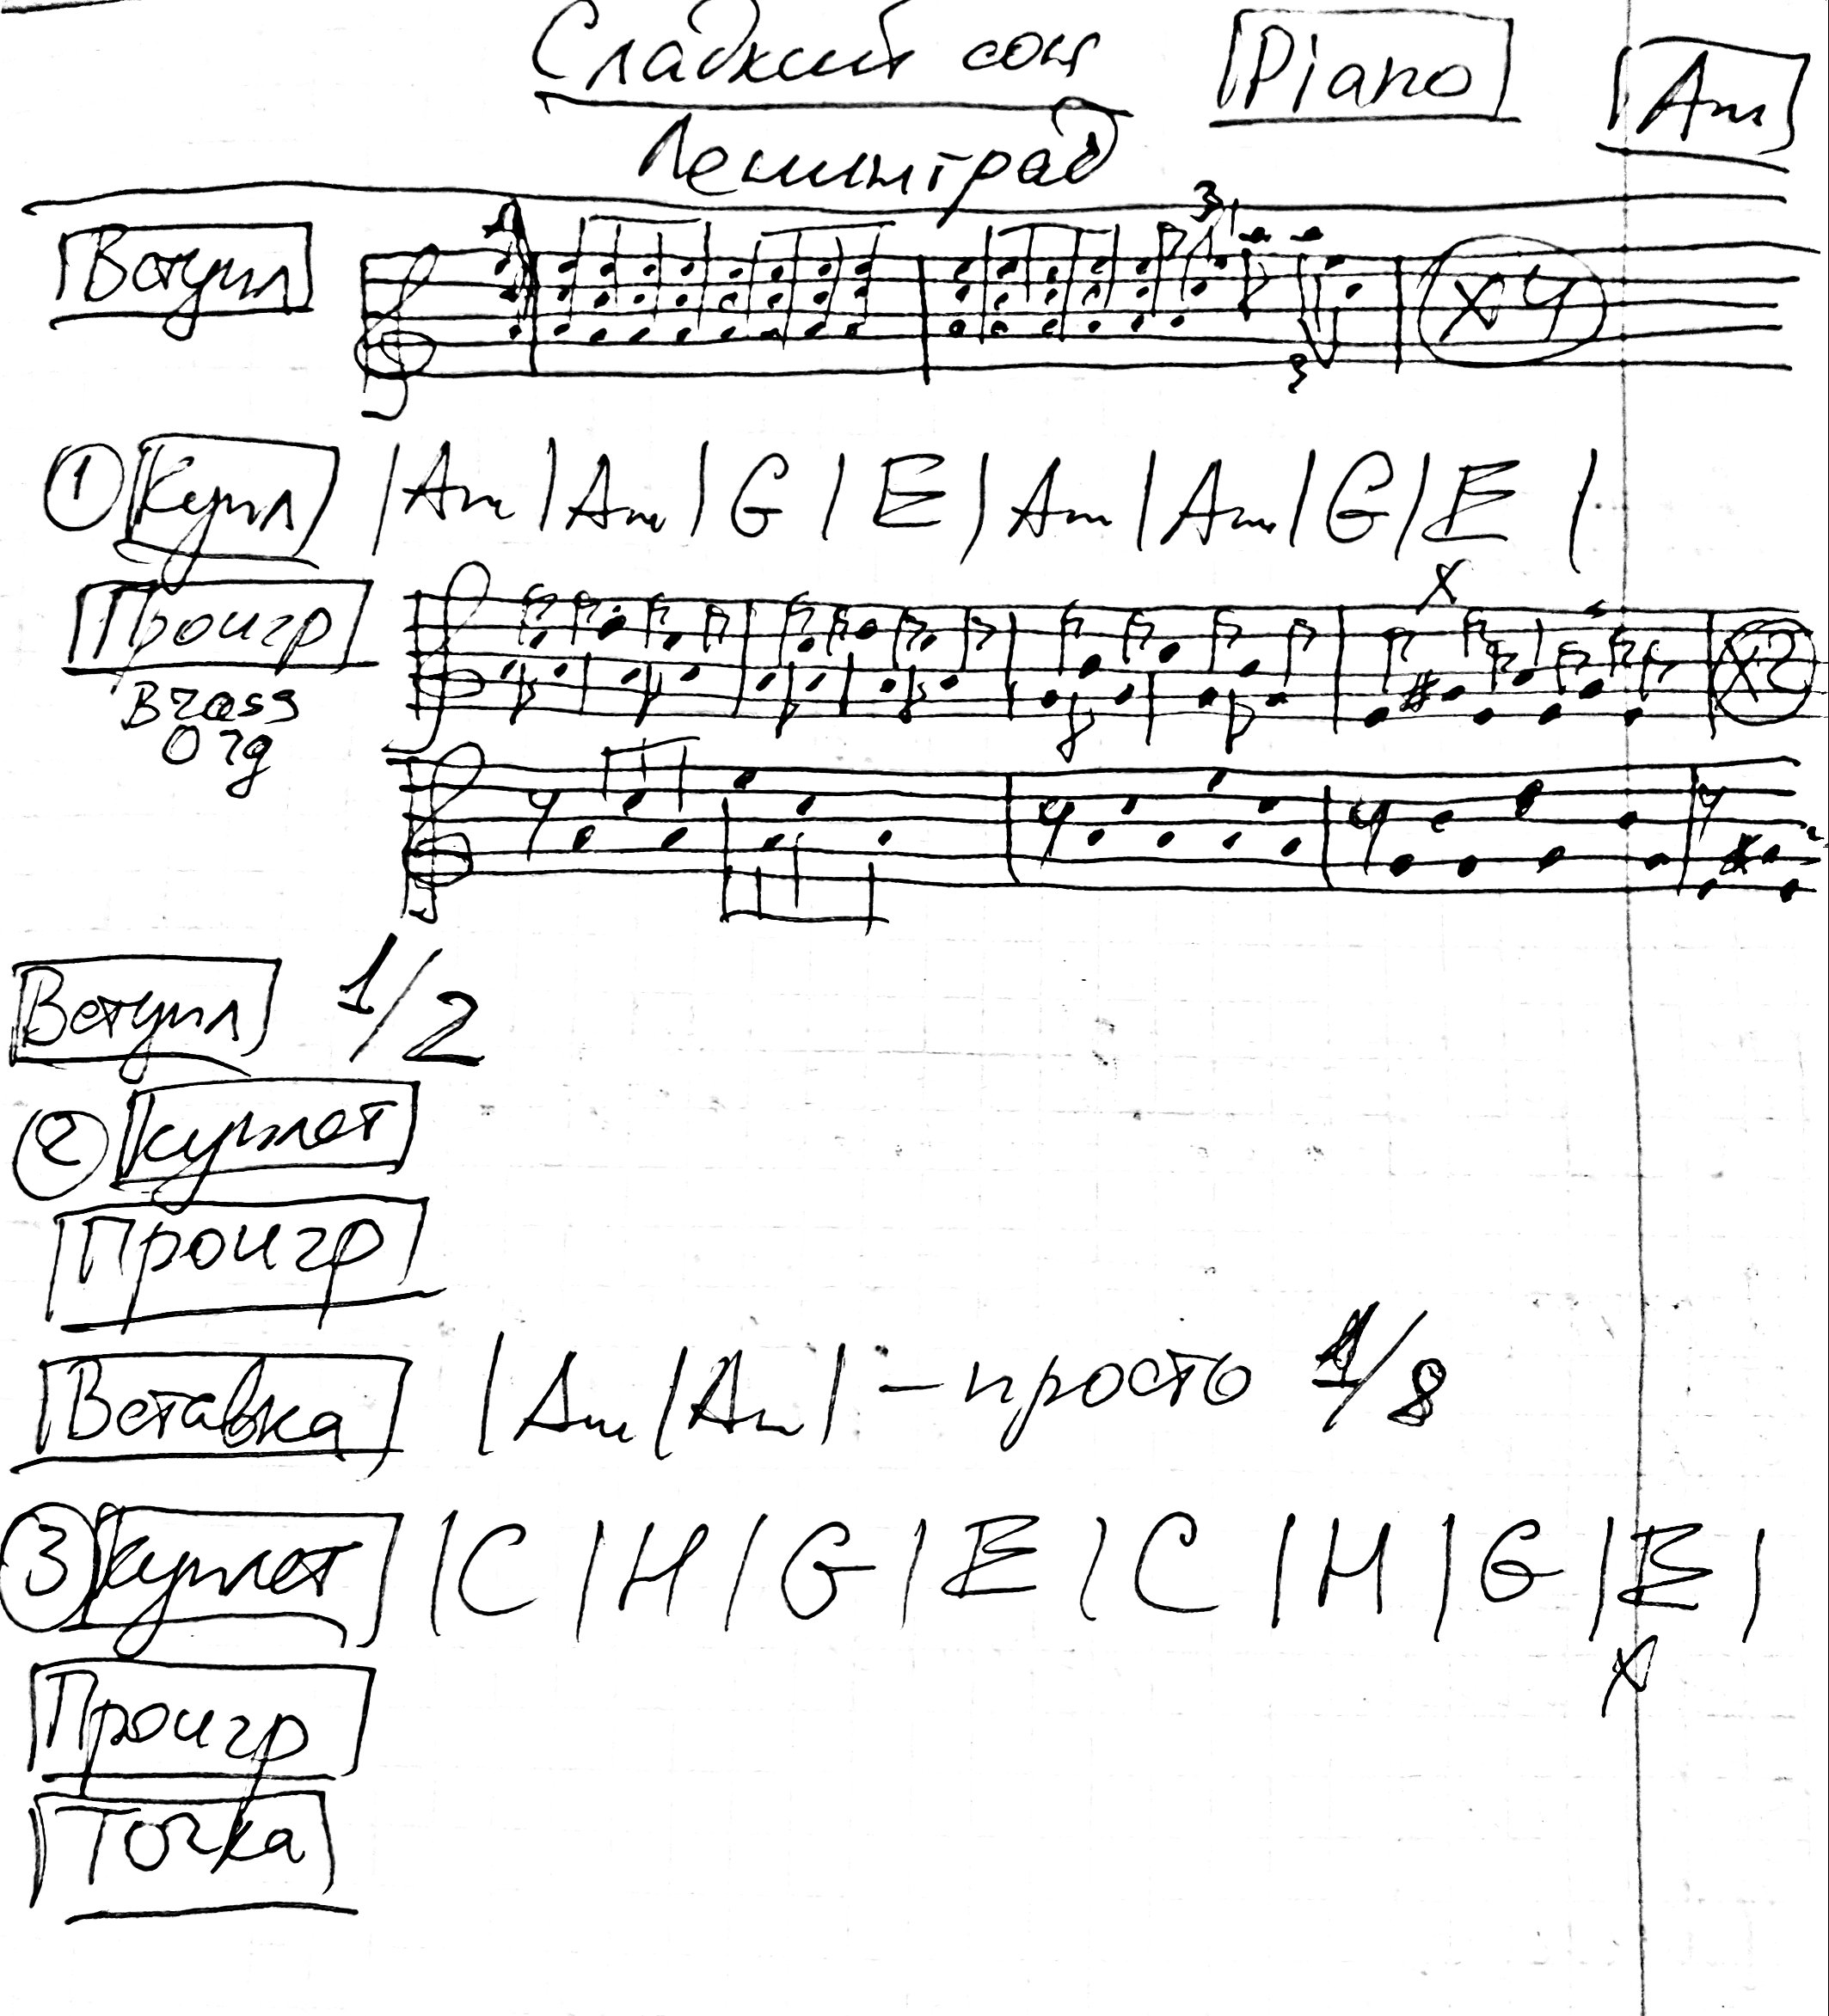 Сладкий сон Piano Am
Ленинград
Вступл x4
① Купл | Am | Am | G | E | Am | Am | G | E |
Проигр x2
Brass
Org
Вступл 1/2
② Куплет
Проигр
Вставка | Am | Am | – просто 1/8
③ Куплет | C | H | G | E | C | H | G | E |
Проигр
Точка